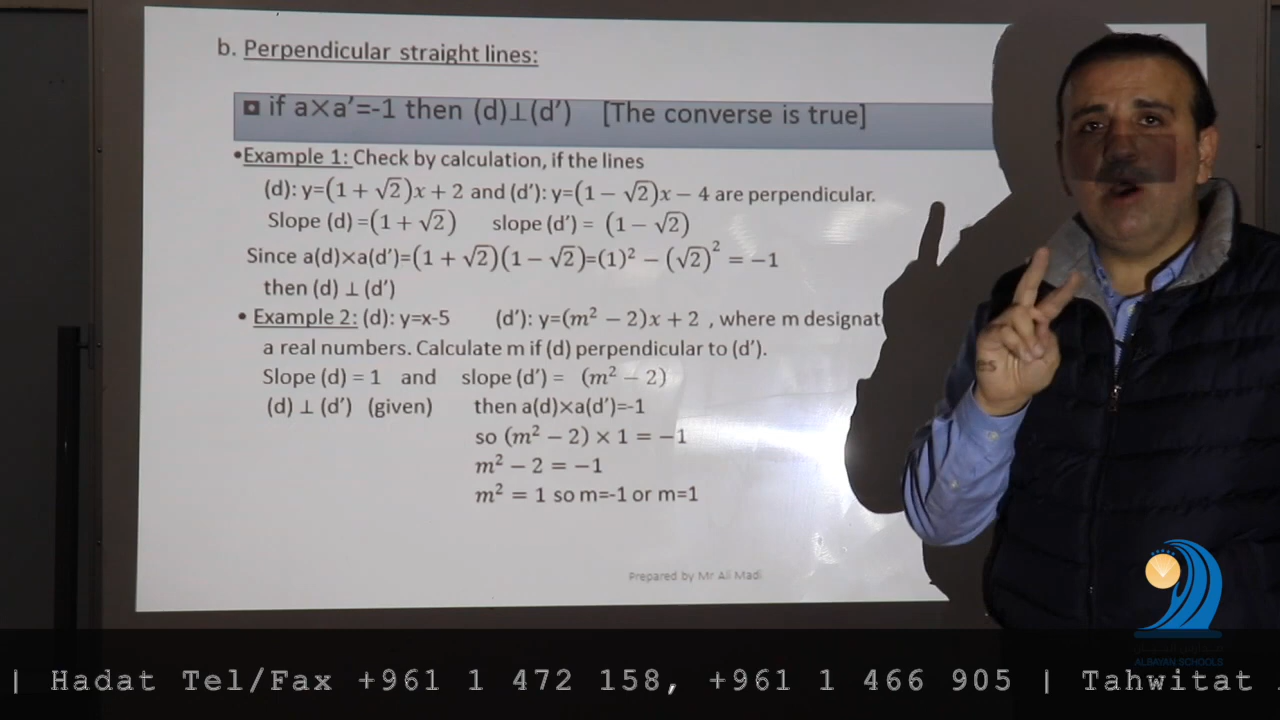 b. Perpendicular straight lines:
◘ if a×a'=-1 then (d)⊥(d') [The converse is true]
•Example 1: Check by calculation, if the lines
(d): y=(1 + √2)x + 2 and (d'): y=(1 − √2)x − 4 are perpendicular.
Slope (d) =(1 + √2) slope (d') = (1 − √2)
Since a(d)×a(d')=(1 + √2)(1 − √2)=(1)² − (√2)² = −1
then (d) ⊥ (d')
• Example 2: (d): y=x-5 (d'): y=(m² − 2)x + 2 , where m designat
a real numbers. Calculate m if (d) perpendicular to (d').
Slope (d) = 1 and slope (d') = (m² − 2)
(d) ⊥ (d') (given) then a(d)×a(d')=-1
so (m² − 2) × 1 = −1
m² − 2 = −1
m² = 1 so m=-1 or m=1
Prepared by Mr Ali Madi
ALBAYAN SCHOOLS
| Hadat Tel/Fax +961 1 472 158, +961 1 466 905 | Tahwitat